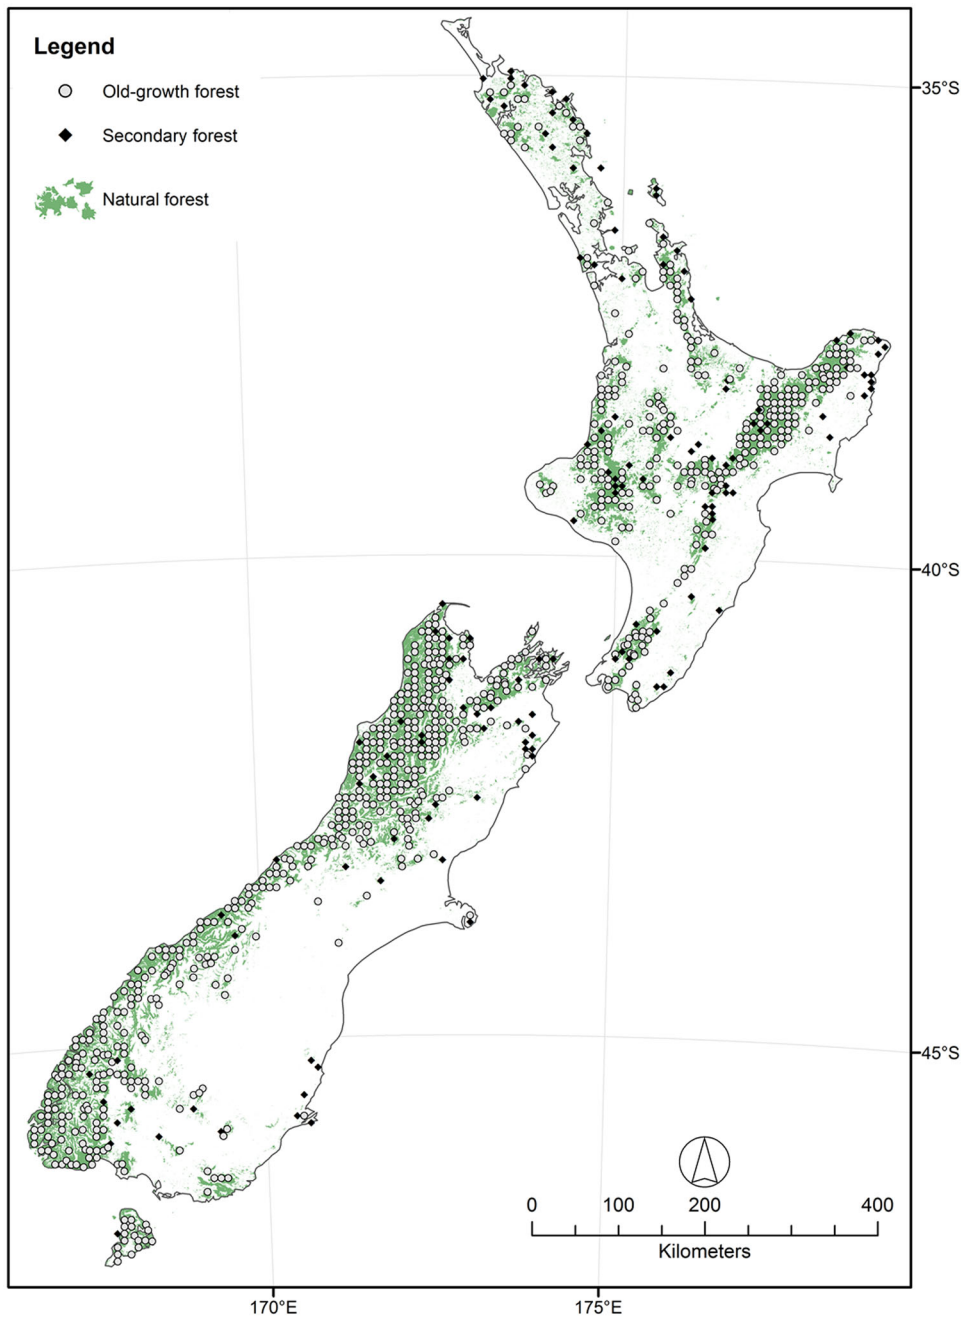 Legend
Old-growth forest
Secondary forest
Natural forest
35°S
40°S
45°S
0 100 200 400
Kilometers
170°E 175°E